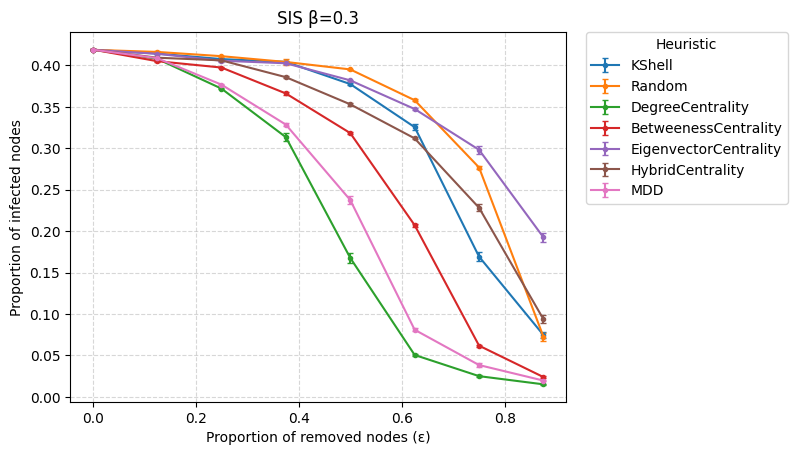 SIS β=0.3
Proportion of infected nodes
0.40
0.35
0.30
0.25
0.20
0.15
0.10
0.05
0.00
0.0
0.2
0.4
0.6
0.8
Proportion of removed nodes (ε)
Heuristic
KShell
Random
DegreeCentrality
BetweenessCentrality
EigenvectorCentrality
HybridCentrality
MDD